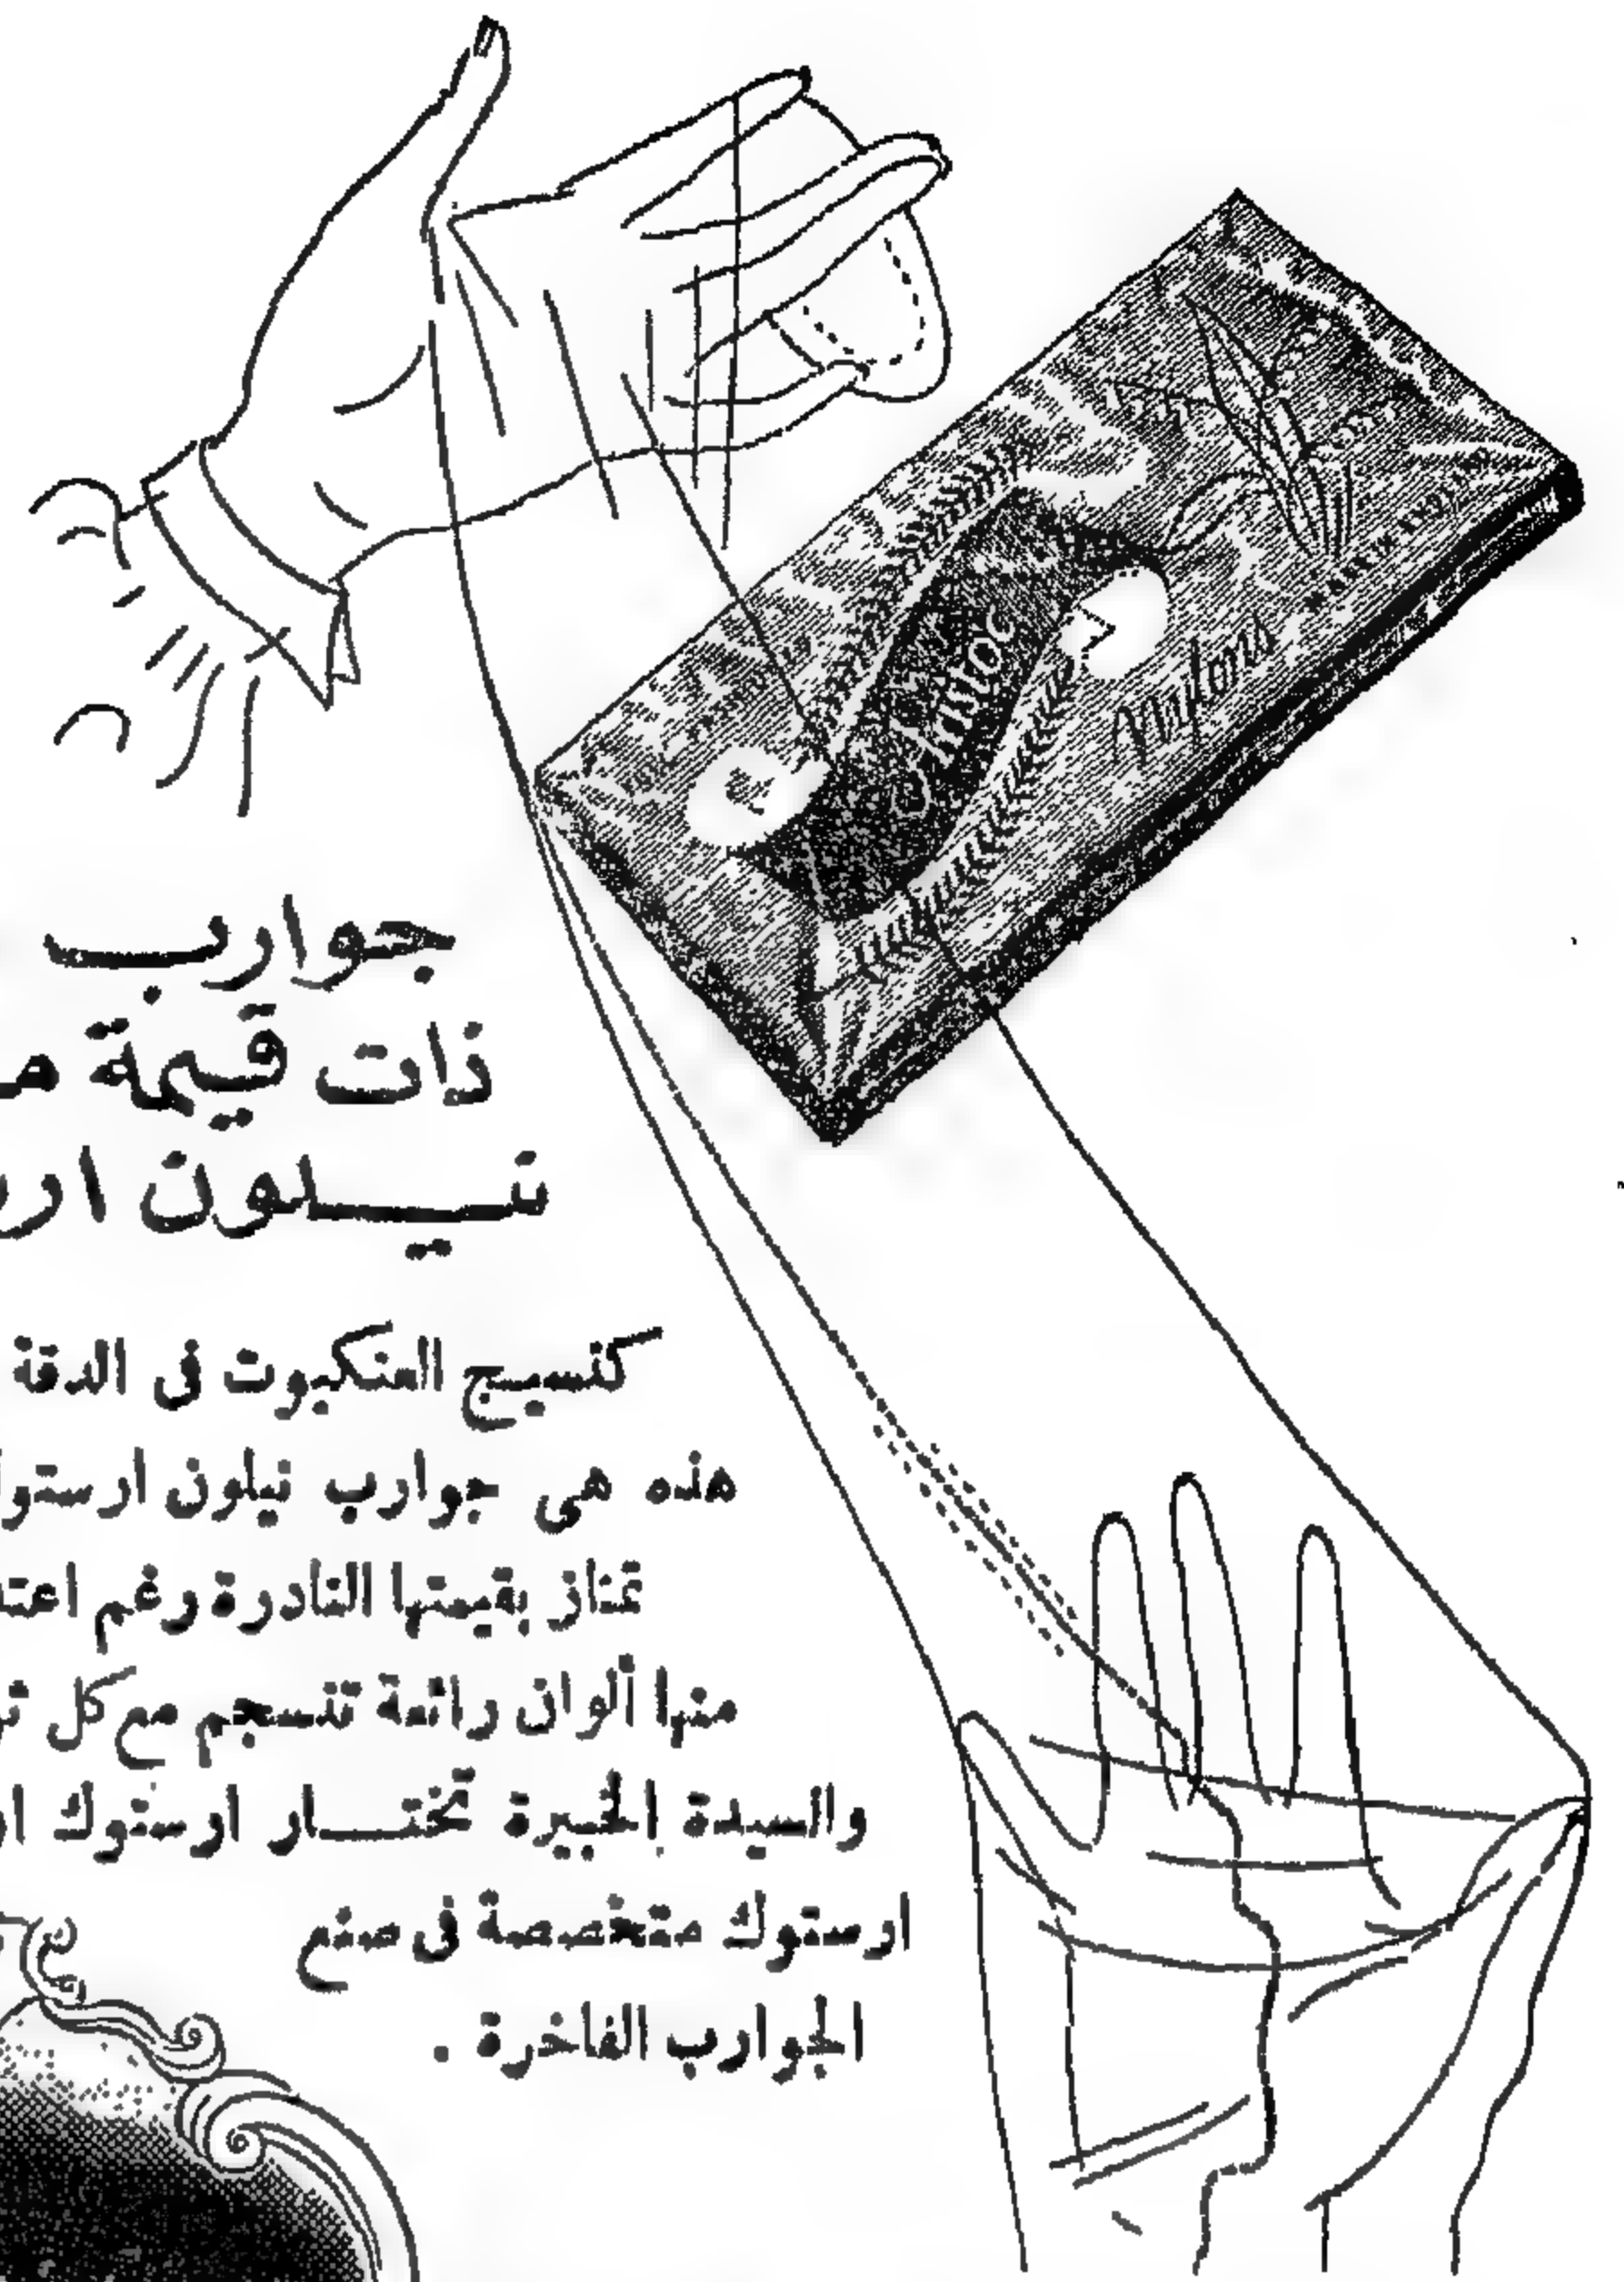 جوارب
ذات قيمة
نيلون
كنسيج العنكبوت فى الدقة
هذه هى جوارب نيلون
تمتاز بقيمتها النادرة رغم
منها ألوان رائعة تنسجم مع كل
والسيدة الخبيرة تختار ارستوك
ارستوك متخصصة فى صنع
الجوارب الفاخرة .
Aristoc
Nylons